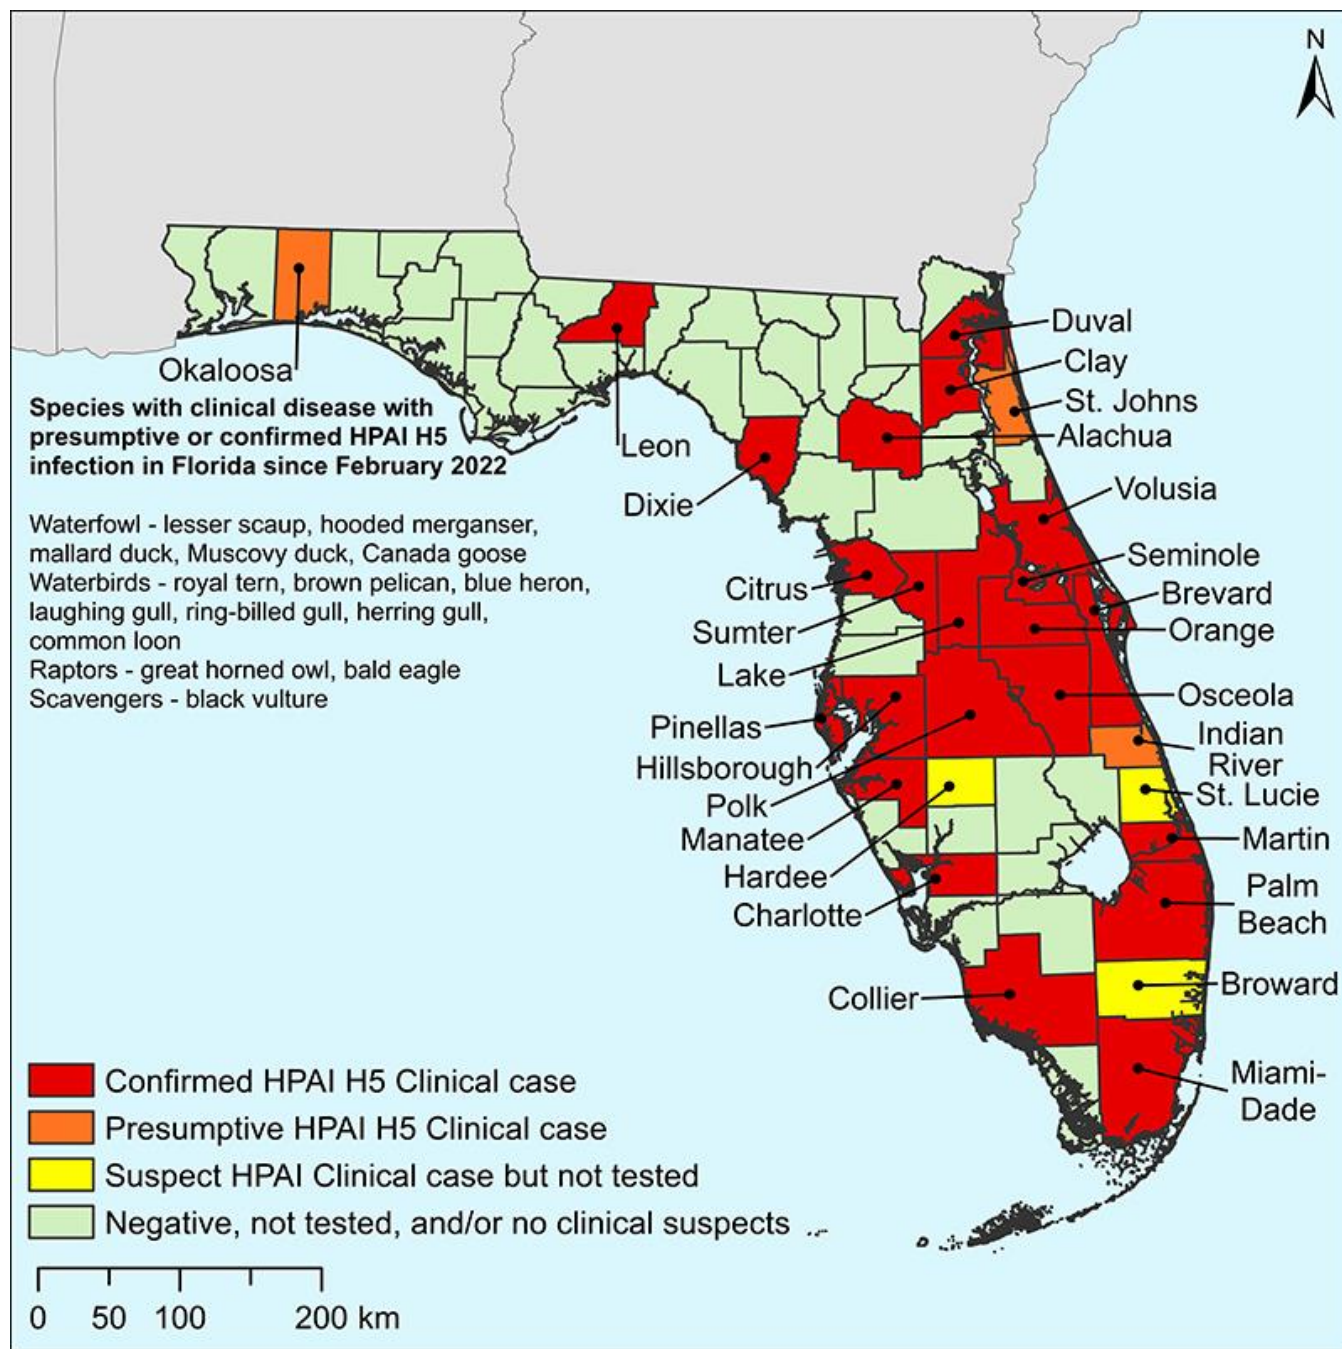 N
Okaloosa
Species with clinical disease with
presumptive or confirmed HPAI H5
infection in Florida since February 2022
Waterfowl - lesser scaup, hooded merganser,
mallard duck, Muscovy duck, Canada goose
Waterbirds - royal tern, brown pelican, blue heron,
laughing gull, ring-billed gull, herring gull,
common loon
Raptors - great horned owl, bald eagle
Scavengers - black vulture
Leon
Dixie
Duval
Clay
St. Johns
Alachua
Volusia
Seminole
Brevard
Orange
Osceola
Indian
River
St. Lucie
Martin
Palm
Beach
Broward
Miami-
Dade
Citrus
Sumter
Lake
Pinellas
Hillsborough
Polk
Manatee
Hardee
Charlotte
Collier
Confirmed HPAI H5 Clinical case
Presumptive HPAI H5 Clinical case
Suspect HPAI Clinical case but not tested
Negative, not tested, and/or no clinical suspects
0 50 100 200 km